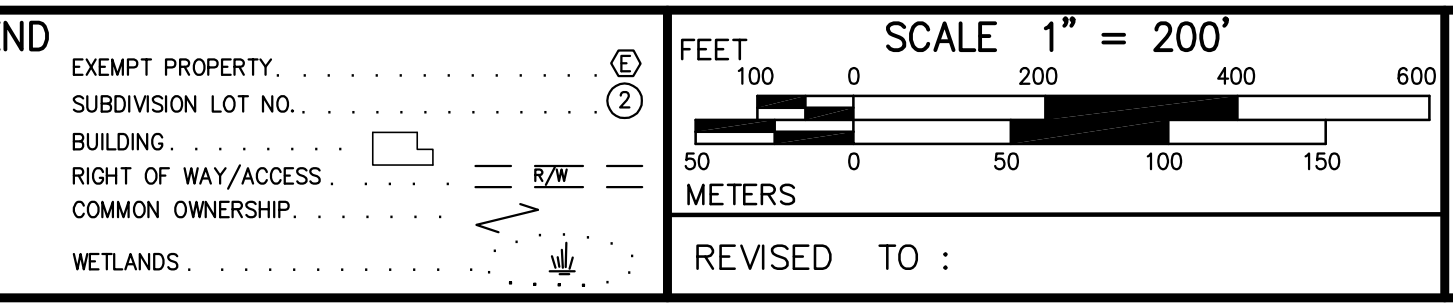 END
EXEMPT PROPERTY. . . . . . . . . . . . . . . E
SUBDIVISION LOT NO. . . . . . . . . . . . . . 2
BUILDING. . . . . . . .
RIGHT OF WAY/ACCESS . . . . . R/W
COMMON OWNERSHIP. . . . . . .
WETLANDS . . . . . . . . . . . . .
SCALE 1" = 200'
FEET
100 0 200 400 600
50 0 50 100 150
METERS
REVISED TO :